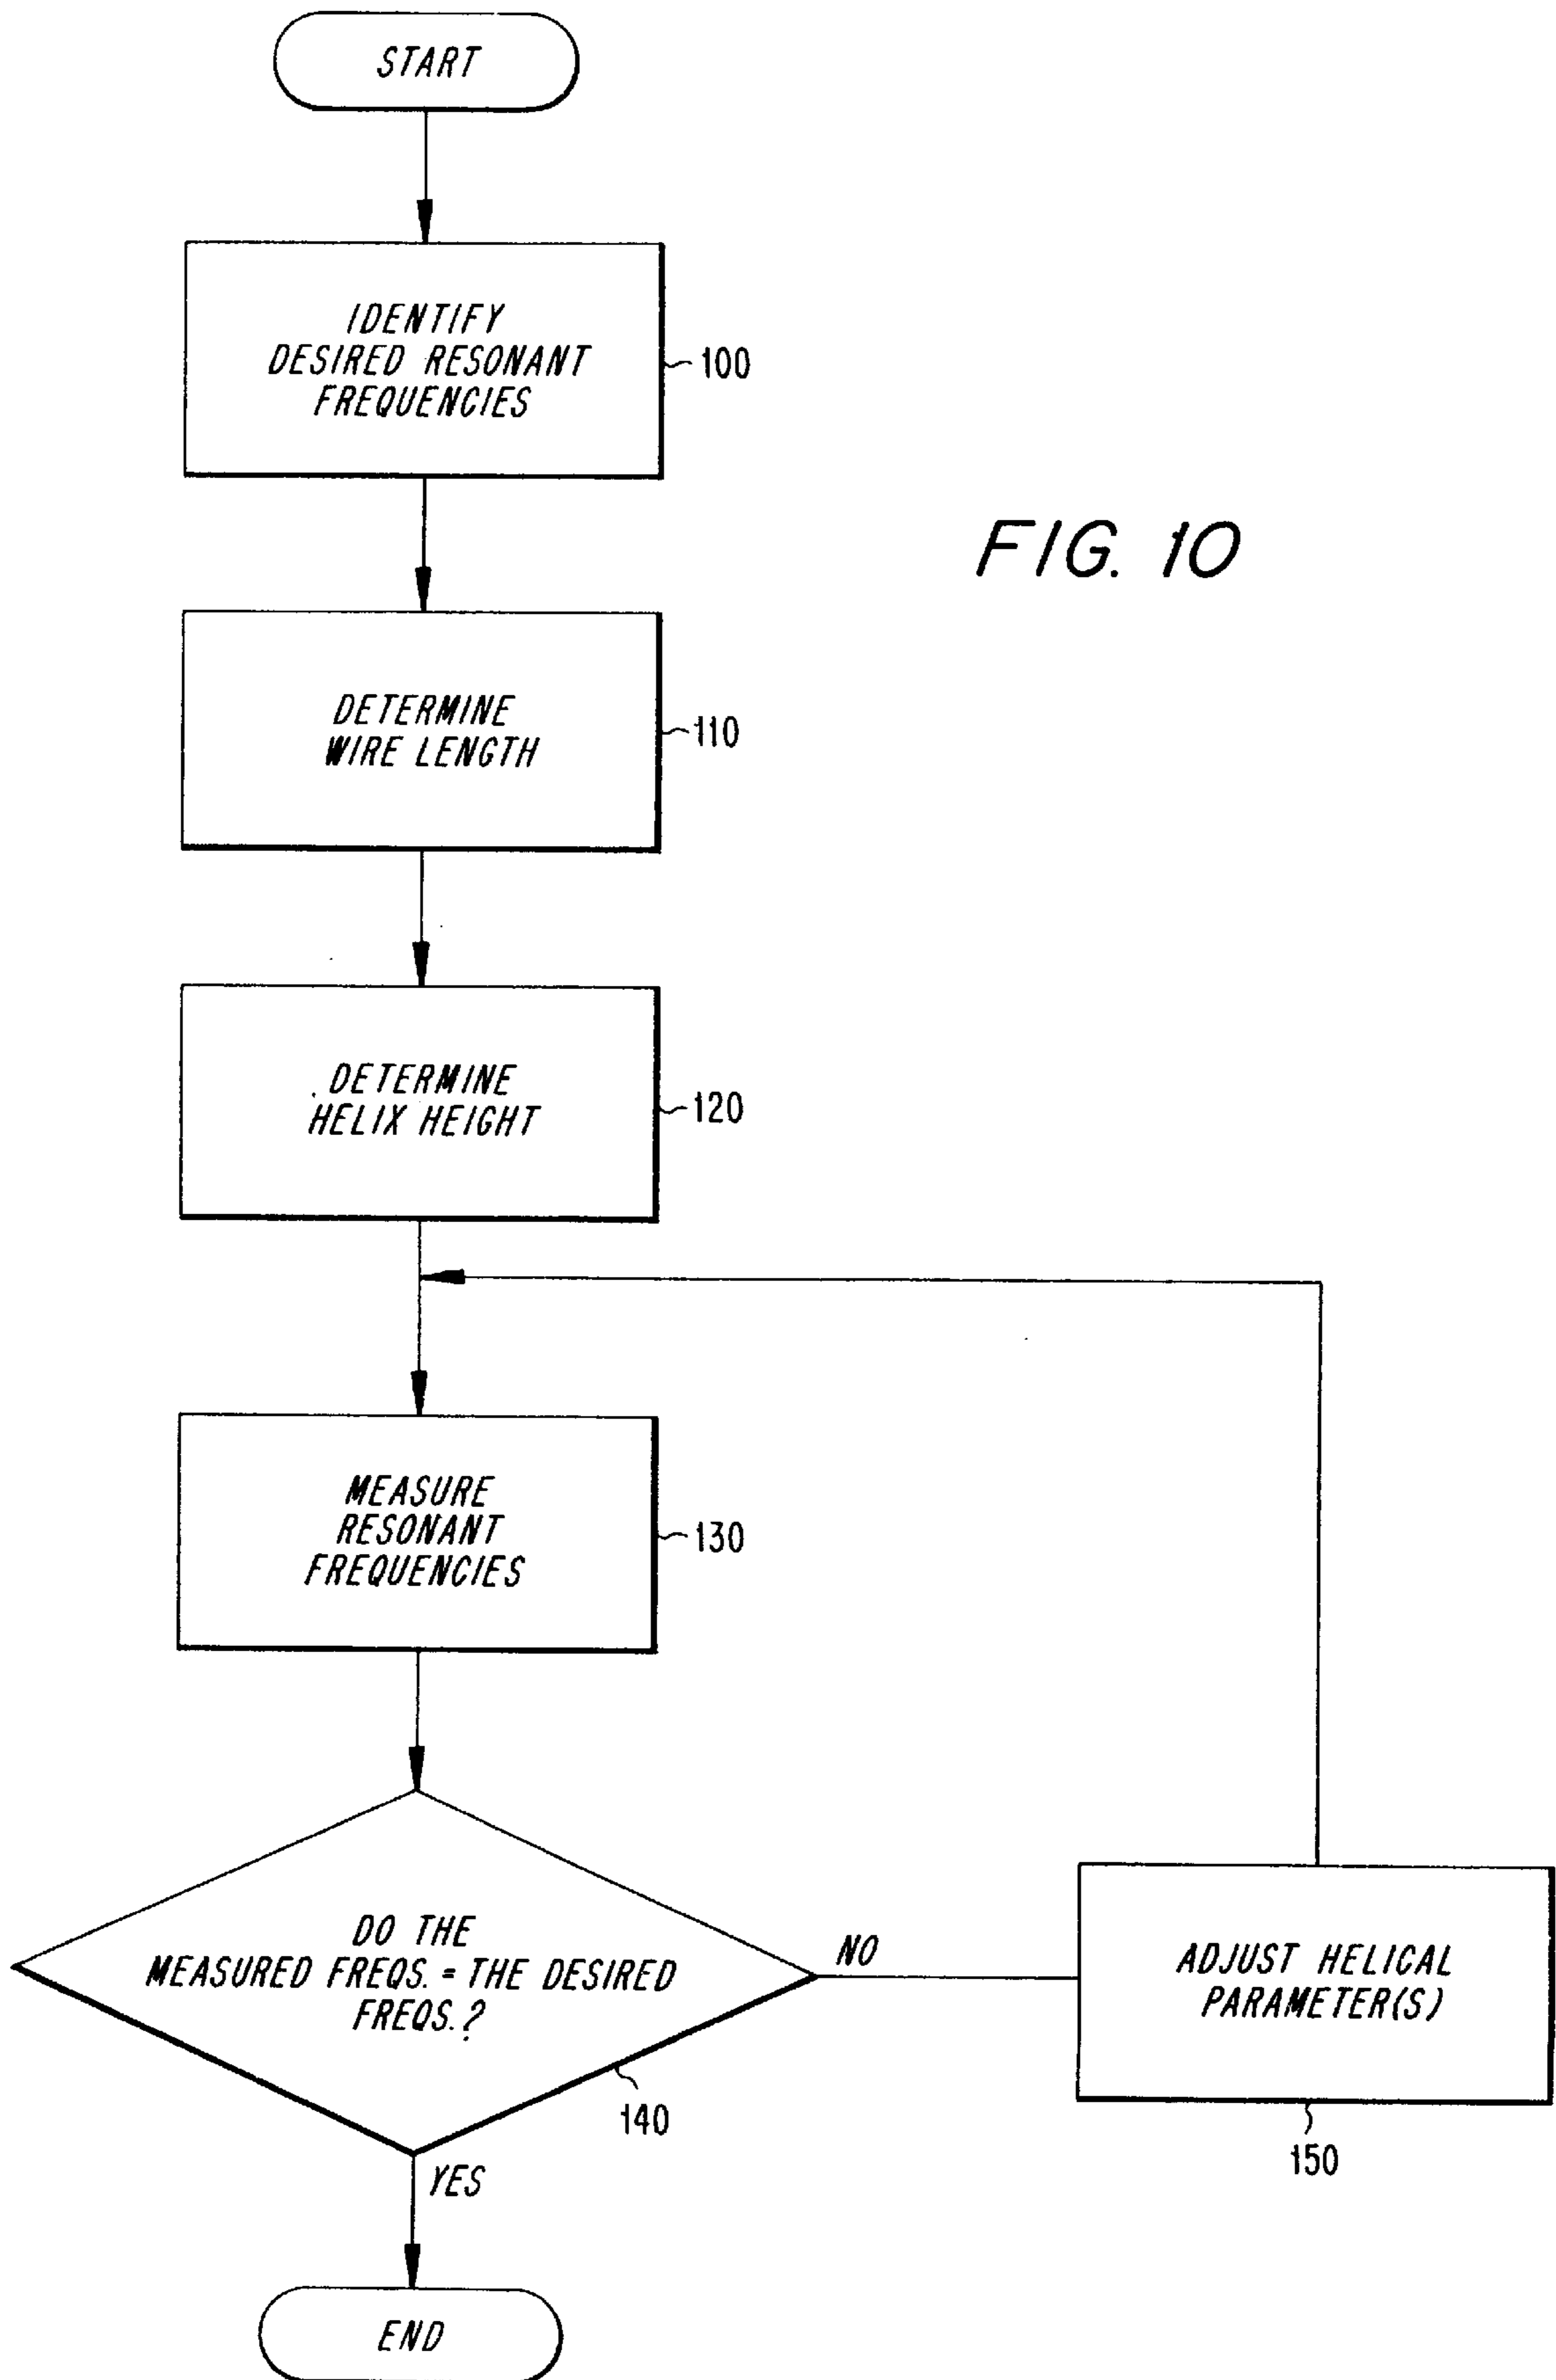 START
IDENTIFY
DESIRED RESONANT
FREQUENCIES
100
FIG. 10
DETERMINE
WIRE LENGTH
110
DETERMINE
HELIX HEIGHT
120
MEASURE
RESONANT
FREQUENCIES
130
DO THE
MEASURED FREQS. = THE DESIRED
FREQS.?
140
NO
ADJUST HELICAL
PARAMETER(S)
150
YES
END